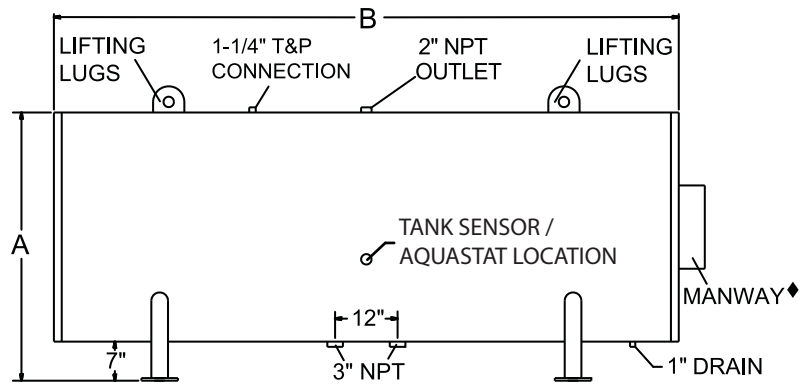 B
LIFTING
LUGS
1-1/4" T&P
CONNECTION
2" NPT
OUTLET
LIFTING
LUGS
A
TANK SENSOR /
AQUASTAT LOCATION
MANWAY♦
12"
7"
3" NPT
1" DRAIN